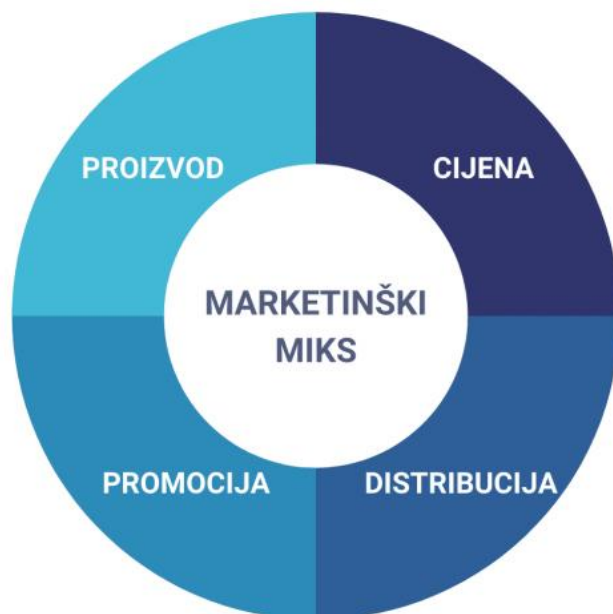 PROIZVOD
CIJENA
MARKETINŠKI
MIKS
PROMOCIJA
DISTRIBUCIJA